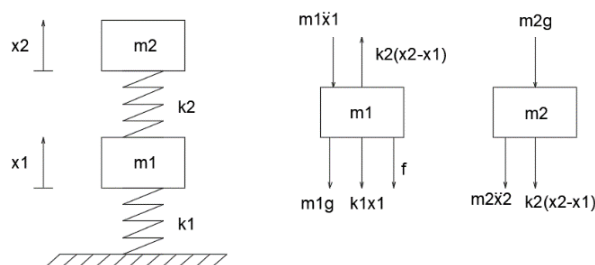 x2
m2
k2
x1
m1
k1
m1ẍ1
k2(x2-x1)
m1
f
m1g
k1x1
m2g
m2
m2ẍ2
k2(x2-x1)